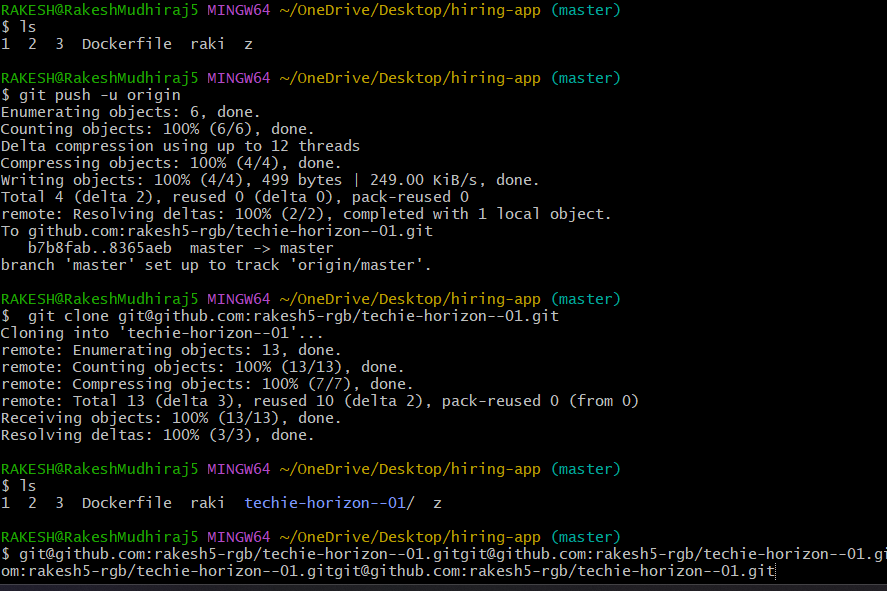 RAKESH@RakeshMudhiraj5 MINGW64 ~/OneDrive/Desktop/hiring-app (master)
$ ls
1  2  3  Dockerfile  raki  z

RAKESH@RakeshMudhiraj5 MINGW64 ~/OneDrive/Desktop/hiring-app (master)
$ git push -u origin
Enumerating objects: 6, done.
Counting objects: 100% (6/6), done.
Delta compression using up to 12 threads
Compressing objects: 100% (4/4), done.
Writing objects: 100% (4/4), 499 bytes | 249.00 KiB/s, done.
Total 4 (delta 2), reused 0 (delta 0), pack-reused 0
remote: Resolving deltas: 100% (2/2), completed with 1 local object.
To github.com:rakesh5-rgb/techie-horizon--01.git
   b7b8fab..8365aeb  master -> master
branch 'master' set up to track 'origin/master'.

RAKESH@RakeshMudhiraj5 MINGW64 ~/OneDrive/Desktop/hiring-app (master)
$  git clone git@github.com:rakesh5-rgb/techie-horizon--01.git
Cloning into 'techie-horizon--01'...
remote: Enumerating objects: 13, done.
remote: Counting objects: 100% (13/13), done.
remote: Compressing objects: 100% (7/7), done.
remote: Total 13 (delta 3), reused 10 (delta 2), pack-reused 0 (from 0)
Receiving objects: 100% (13/13), done.
Resolving deltas: 100% (3/3), done.

RAKESH@RakeshMudhiraj5 MINGW64 ~/OneDrive/Desktop/hiring-app (master)
$ ls
1  2  3  Dockerfile  raki  techie-horizon--01/  z

RAKESH@RakeshMudhiraj5 MINGW64 ~/OneDrive/Desktop/hiring-app (master)
$ git@github.com:rakesh5-rgb/techie-horizon--01.gitgit@github.com:rakesh5-rgb/techie-horizon--01.gi
om:rakesh5-rgb/techie-horizon--01.gitgit@github.com:rakesh5-rgb/techie-horizon--01.git